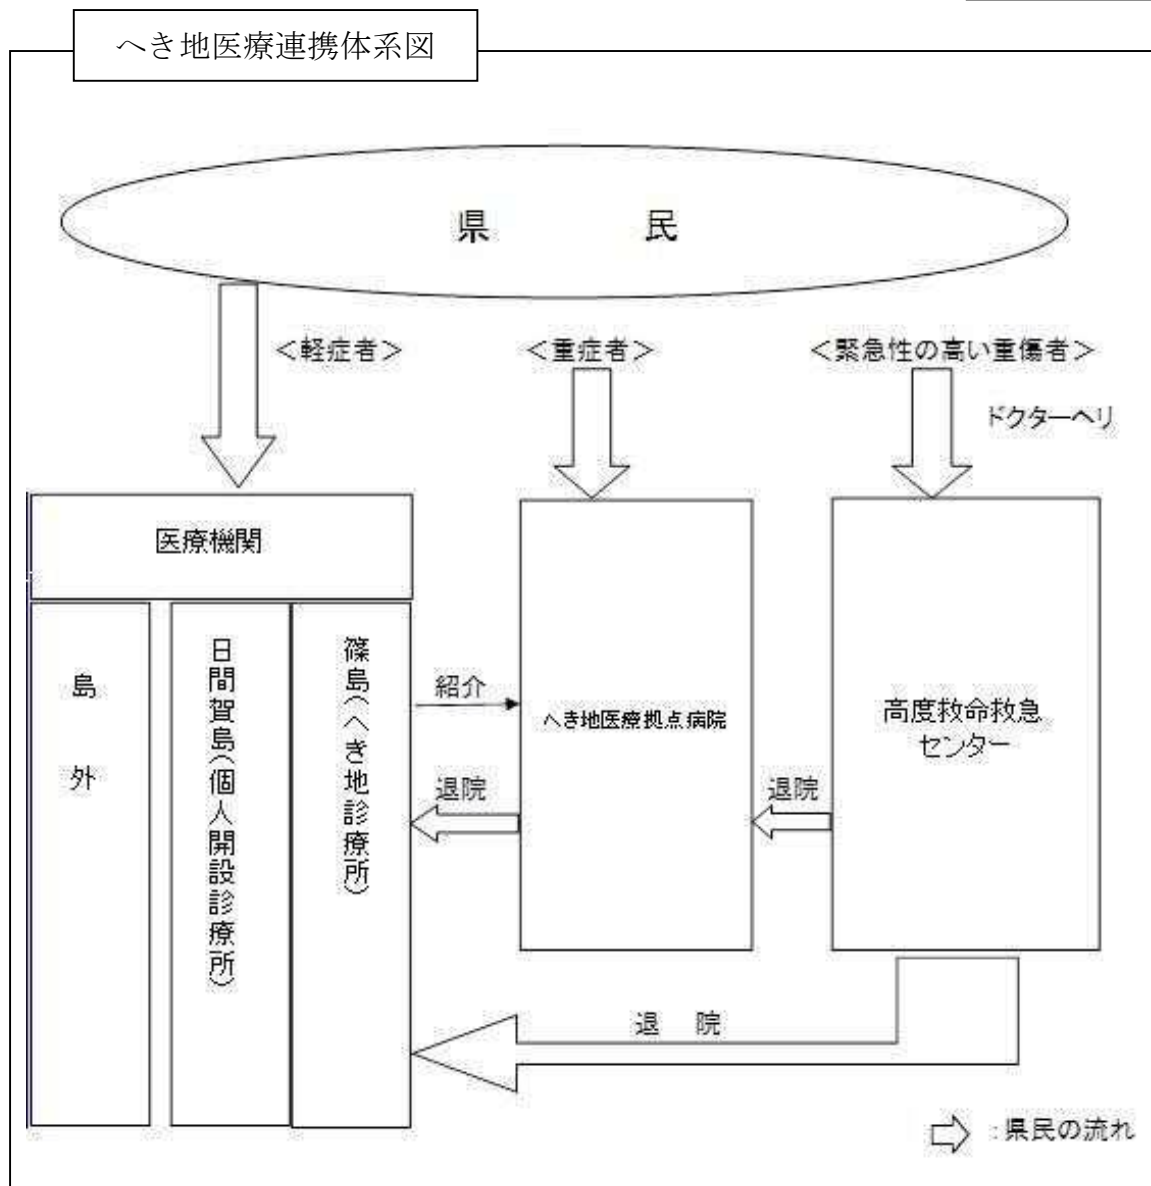 へき地医療連携体系図
県 民
＜軽症者＞
＜重症者＞
＜緊急性の高い重傷者＞
ドクターヘリ
医療機関
島 外
日間賀島（個人開設診療所）
篠島（へき地診療所）
紹介
退院
へき地医療拠点病院
退院
高度救命救急
センター
退 院
：県民の流れ